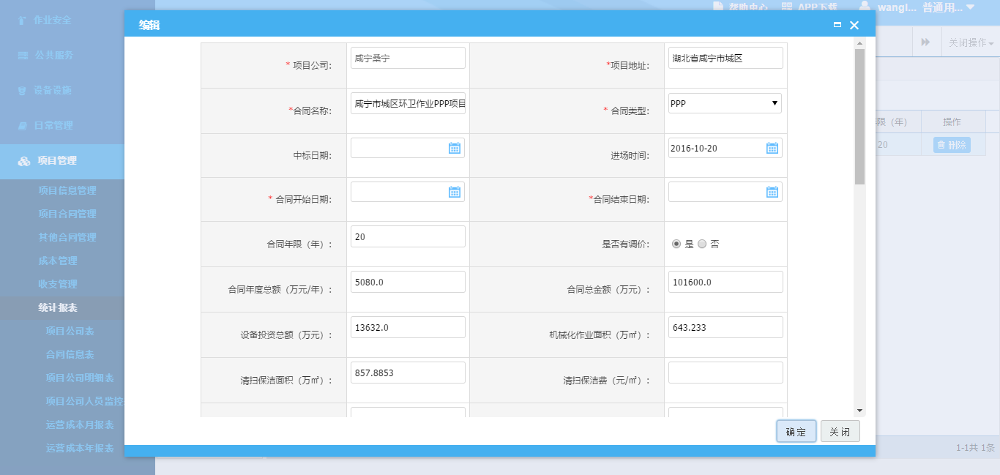 作业安全
公共服务
设备设施
日常管理
项目管理
项目信息管理
项目合同管理
其他合同管理
成本管理
收支管理
统计报表
项目公司表
合同信息表
项目公司明细表
项目公司人员监控
运营成本月报表
运营成本年报表
帮助中心 APP下载 wangl... 普通用...
关闭操作
编辑
* 项目公司: 咸宁桑宁 *项目地址: 湖北省咸宁市城区
*合同名称: 咸宁市城区环卫作业PPP项目 * 合同类型: PPP
中标日期: 进场时间: 2016-10-20
* 合同开始日期: *合同结束日期:
合同年限（年）: 20 是否有调价: 是 否
合同年度总额（万元/年）: 5080.0 合同总金额（万元）: 101600.0
设备投资总额（万元）: 13632.0 机械化作业面积（万㎡）: 643.233
清扫保洁面积（万㎡）: 857.8853 清扫保洁费（元/㎡）:
确定 关闭
限（年） 操作
20 删除
1-1共 1条